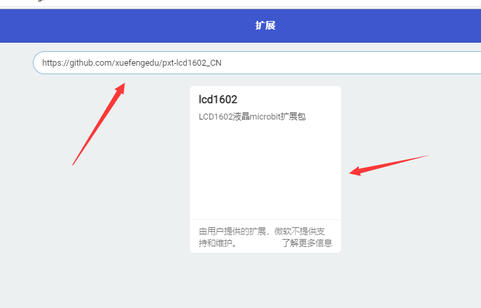 扩展
https://github.com/xuefengedu/pxt-lcd1602_CN
lcd1602
LCD1602液晶microbit扩展包
由用户提供的扩展，微软不提供支
持和维护。 了解更多信息